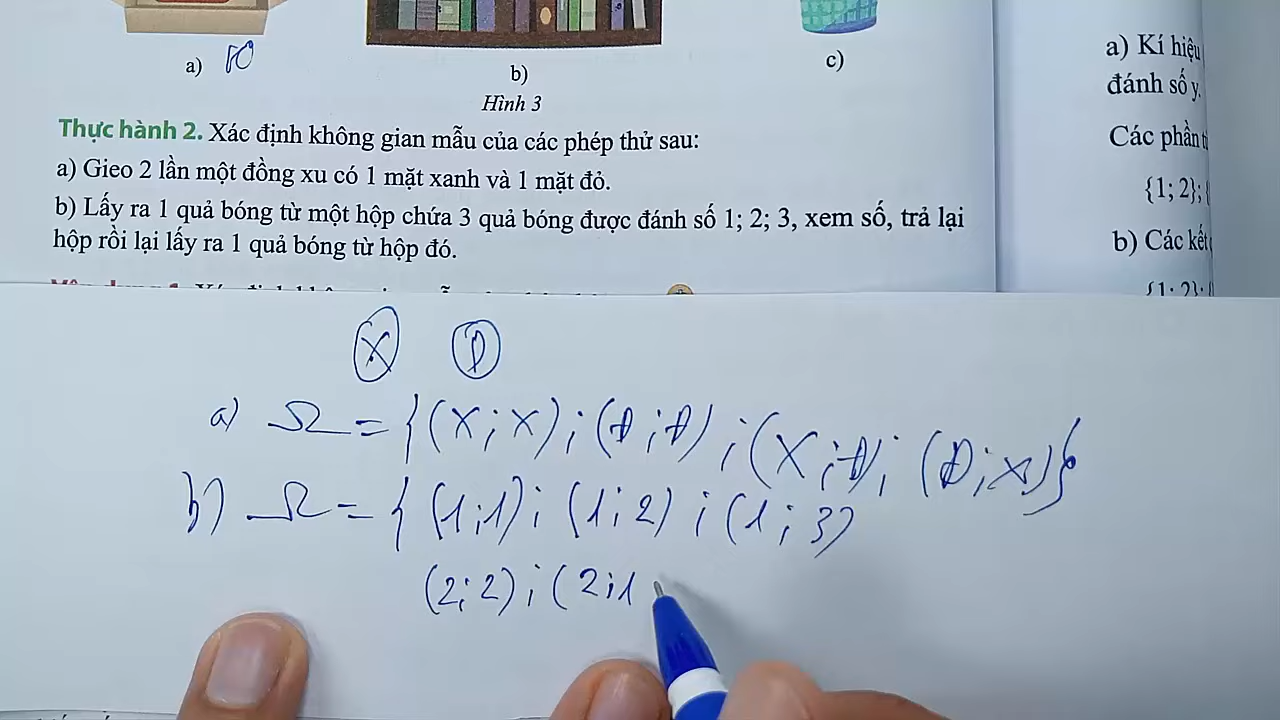 a)
b)
c)
Hình 3
Thực hành 2. Xác định không gian mẫu của các phép thử sau:
a) Gieo 2 lần một đồng xu có 1 mặt xanh và 1 mặt đỏ.
b) Lấy ra 1 quả bóng từ một hộp chứa 3 quả bóng được đánh số 1; 2; 3, xem số, trả lại
hộp rồi lại lấy ra 1 quả bóng từ hộp đó.
a) Kí hiệu
đánh số y.
Các phần
{1; 2};
b) Các kết
{1; 2};
X Đ
a) Ω = {(X; X); (Đ; Đ); (X; Đ); (Đ; X)}
b) Ω = { (1; 1); (1; 2); (1; 3)
(2; 2); (2; 1